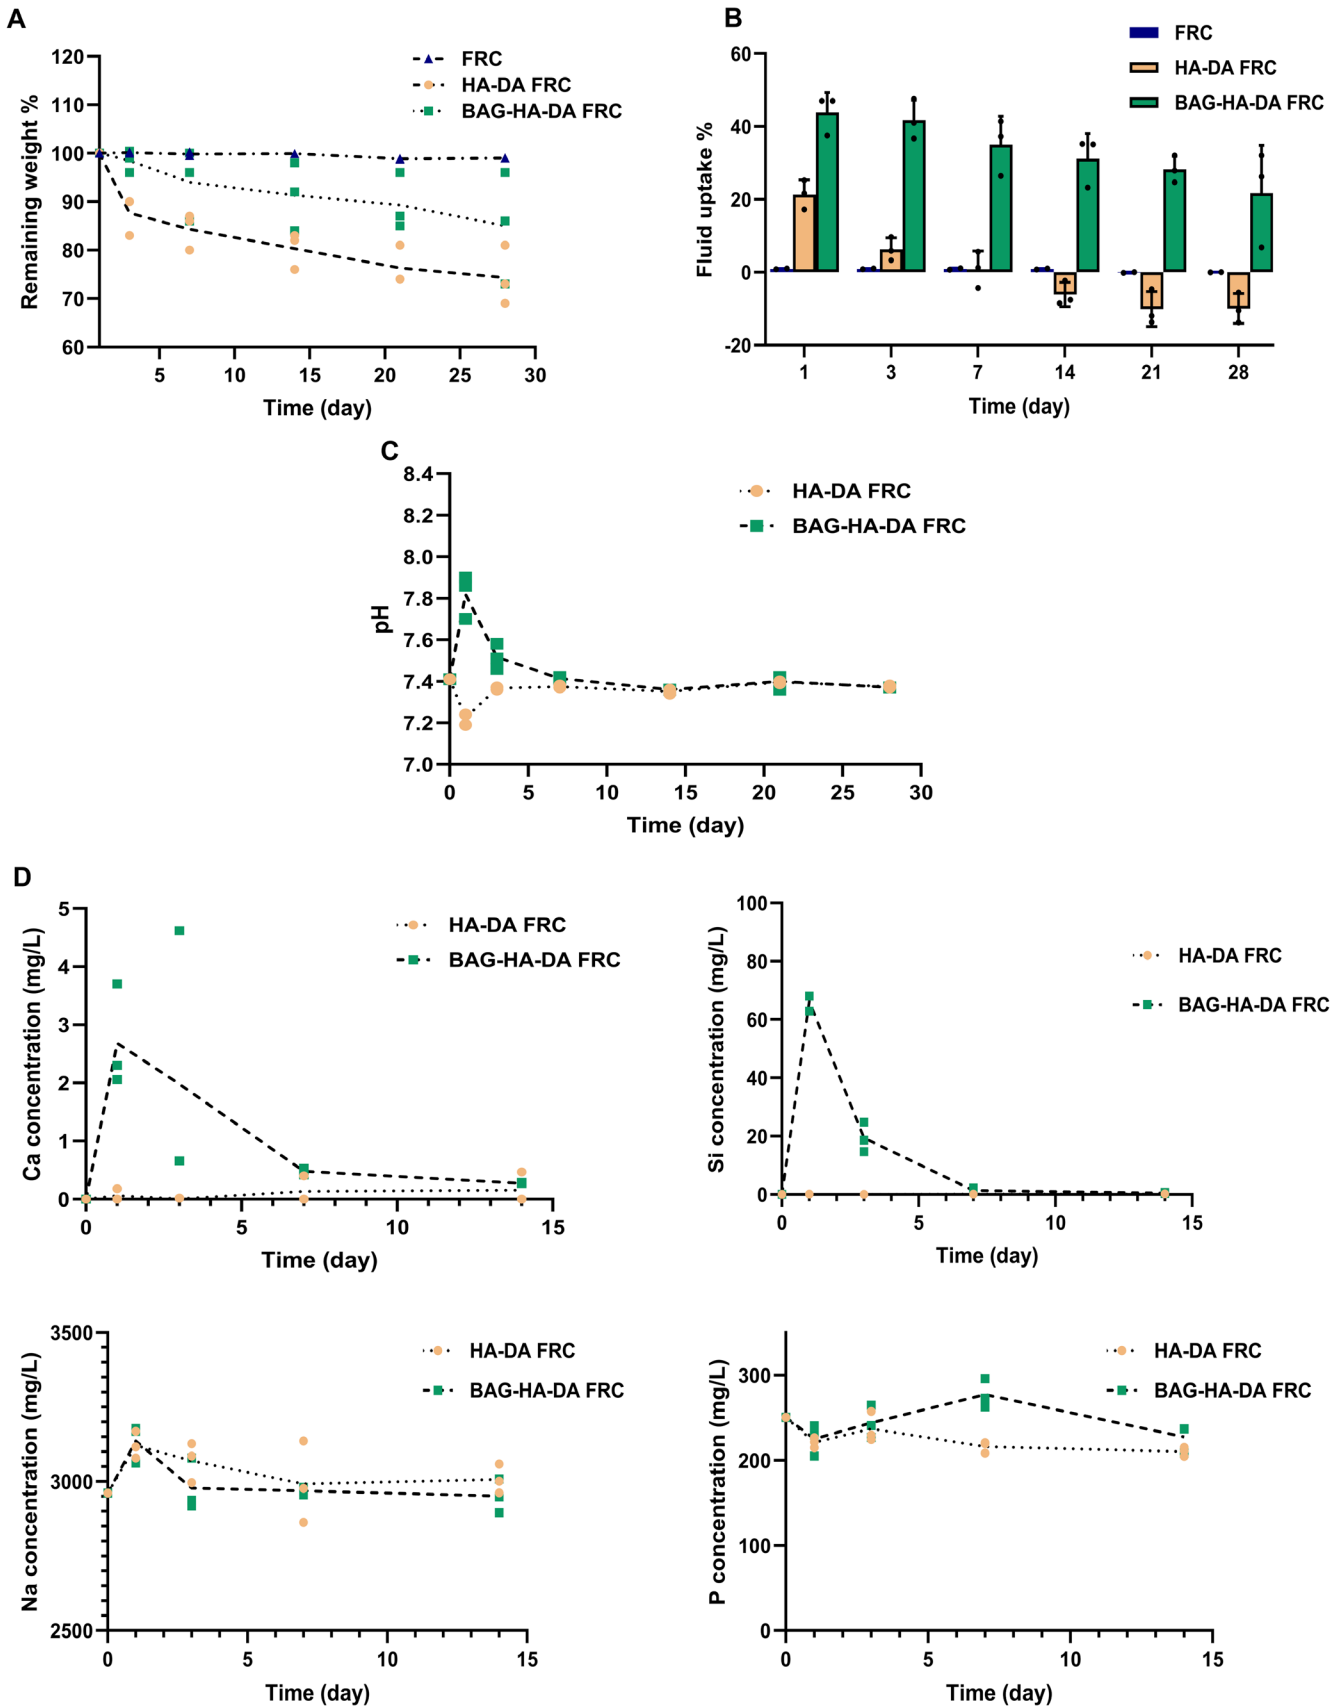 A
120
110
100
90
80
70
60
Remaining weight %
5 10 15 20 25 30
Time (day)
FRC
HA-DA FRC
BAG-HA-DA FRC
B
60
40
20
0
-20
Fluid uptake %
1 3 7 14 21 28
Time (day)
FRC
HA-DA FRC
BAG-HA-DA FRC
C
8.4
8.2
8.0
7.8
7.6
7.4
7.2
7.0
pH
0 5 10 15 20 25 30
Time (day)
HA-DA FRC
BAG-HA-DA FRC
D
5
4
3
2
1
0
Ca concentration (mg/L)
0 5 10 15
Time (day)
HA-DA FRC
BAG-HA-DA FRC
100
80
60
40
20
0
Si concentration (mg/L)
0 5 10 15
Time (day)
HA-DA FRC
BAG-HA-DA FRC
3500
3000
2500
Na concentration (mg/L)
0 5 10 15
Time (day)
HA-DA FRC
BAG-HA-DA FRC
300
200
100
0
P concentration (mg/L)
0 5 10 15
Time (day)
HA-DA FRC
BAG-HA-DA FRC